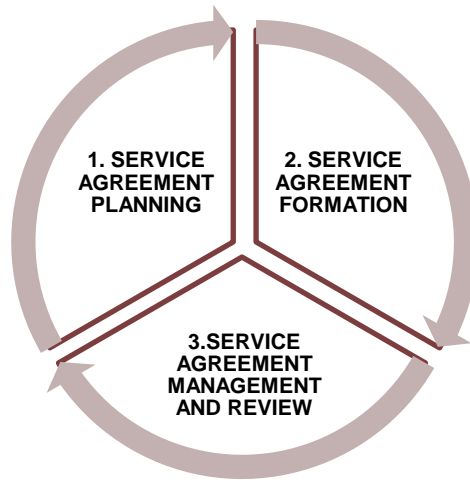 1. SERVICE
AGREEMENT
PLANNING
2. SERVICE
AGREEMENT
FORMATION
3.SERVICE
AGREEMENT
MANAGEMENT
AND REVIEW